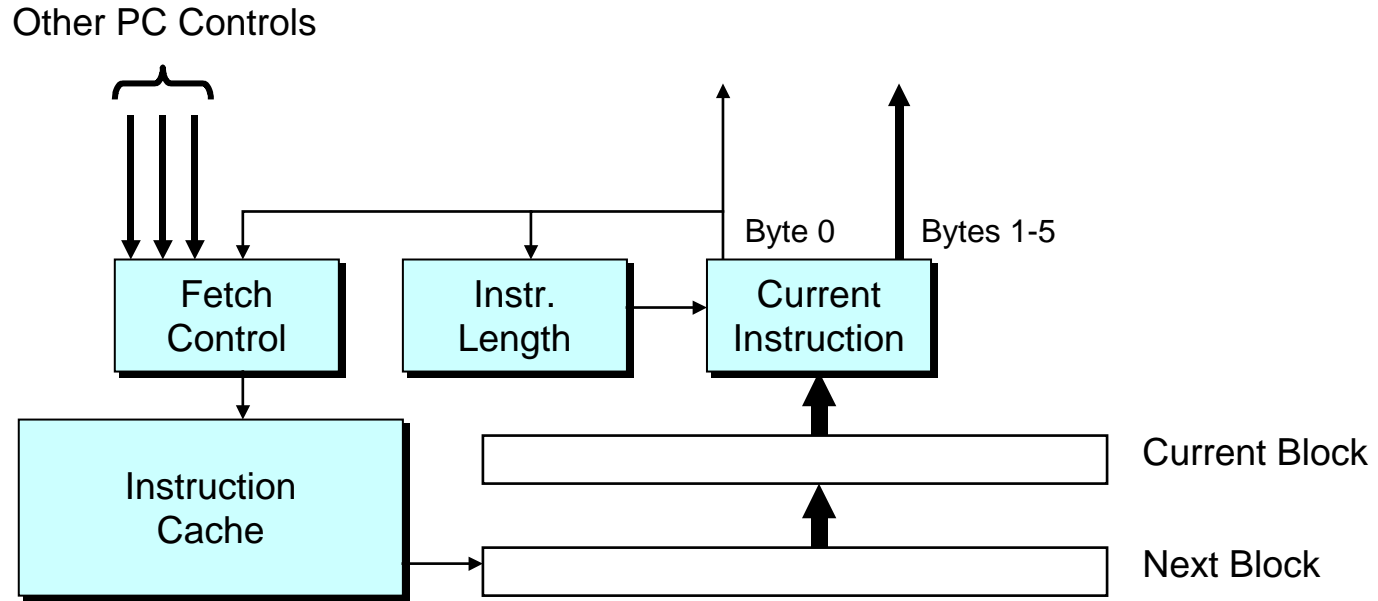 Other PC Controls
Byte 0
Bytes 1-5
Fetch
Control
Instr.
Length
Current
Instruction
Instruction
Cache
Current Block
Next Block